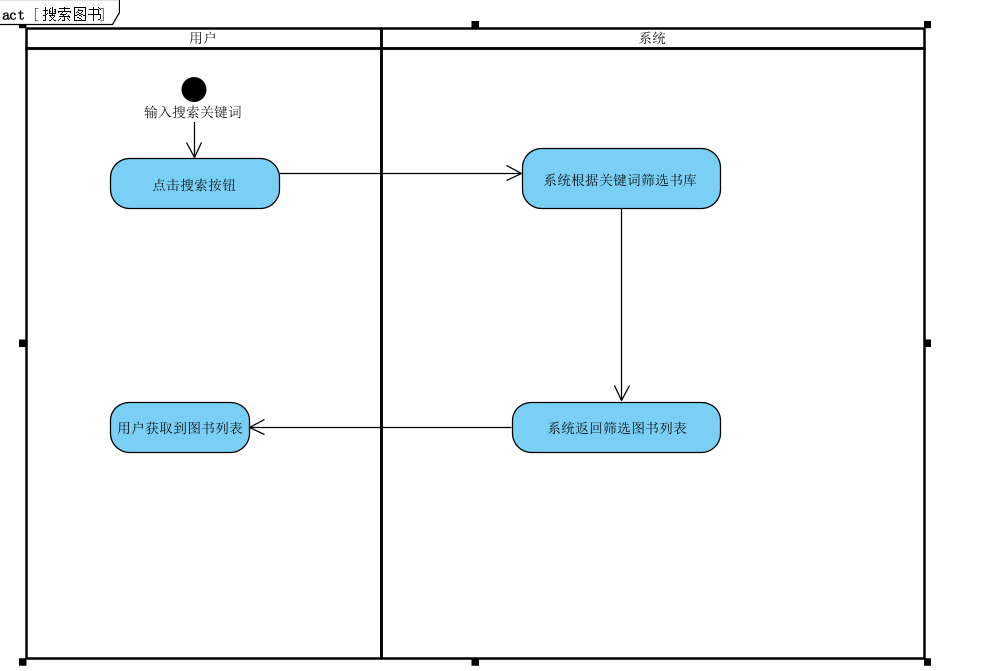 act [搜索图书]
用户
系统
输入搜索关键词
点击搜索按钮
系统根据关键词筛选书库
用户获取到图书列表
系统返回筛选图书列表